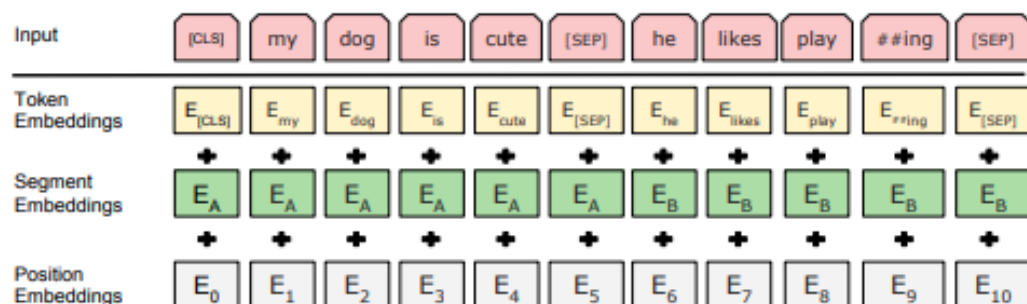 Input [CLS] my dog is cute [SEP] he likes play ##ing [SEP]
Token Embeddings E[CLS] Emy Edog Eis Ecute E[SEP] Ehe Elikes Eplay E##ing E[SEP]
+ + + + + + + + + + +
Segment Embeddings EA EA EA EA EA EA EB EB EB EB EB
+ + + + + + + + + + +
Position Embeddings E0 E1 E2 E3 E4 E5 E6 E7 E8 E9 E10